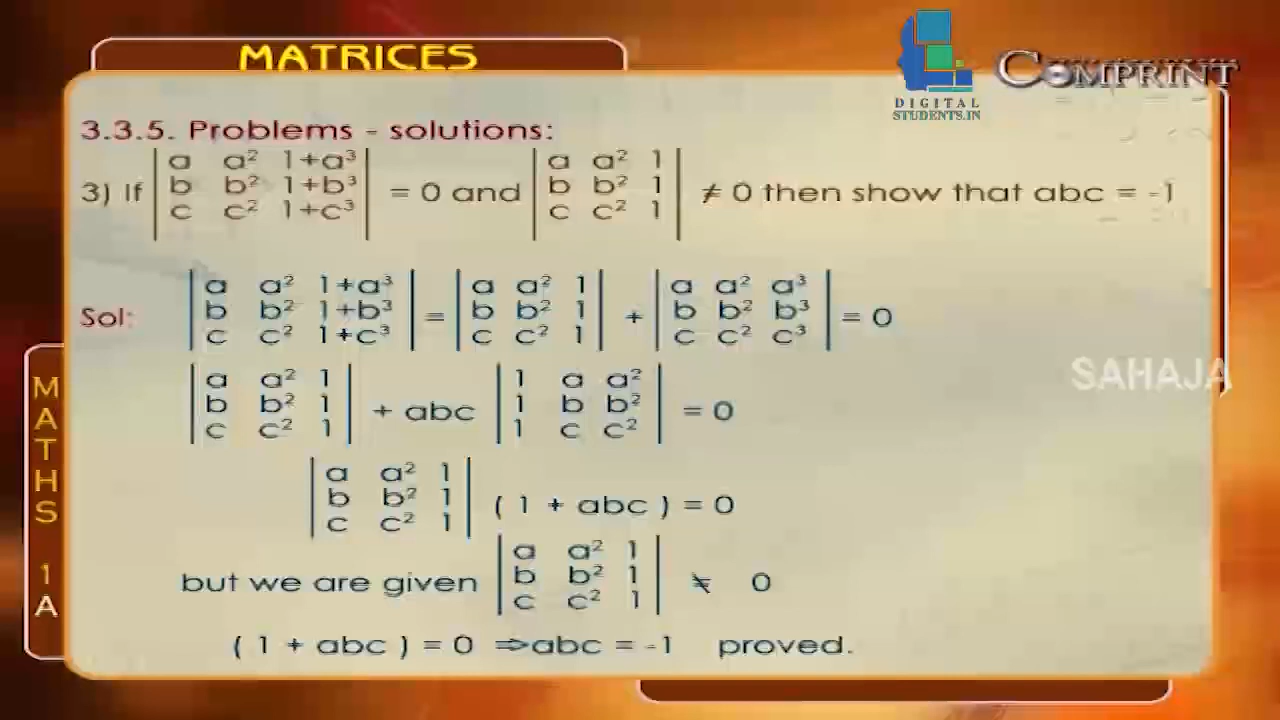 MATRICES
DIGITAL
STUDENTS.IN
COMPRINT
3.3.5. Problems - solutions:
3) If | a a² 1+a³ | = 0 and | a a² 1 | ≠ 0 then show that abc = -1
| b b² 1+b³ | | b b² 1 |
| c c² 1+c³ | | c c² 1 |
Sol: | a a² 1+a³ | = | a a² 1 | + | a a² a³ | = 0
| b b² 1+b³ | | b b² 1 | | b b² b³ |
| c c² 1+c³ | | c c² 1 | | c c² c³ |
| a a² 1 | + abc | 1 a a² | = 0
| b b² 1 | | 1 b b² |
| c c² 1 | | 1 c c² |
| a a² 1 | ( 1 + abc ) = 0
| b b² 1 |
| c c² 1 |
but we are given | a a² 1 | ≠ 0
| b b² 1 |
| c c² 1 |
( 1 + abc ) = 0 ⇒abc = -1 proved.
SAHAJA
MATHS 1A